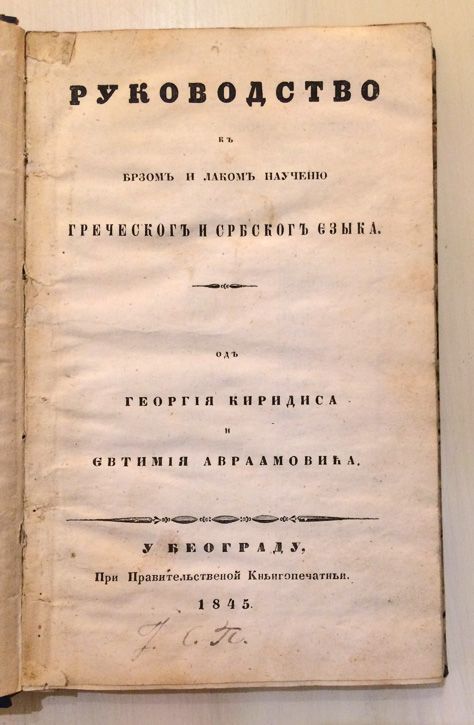 РУКОВОДСТВО
КЪ
БРЗОМЪ И ЛАКОМЪ НАУЧЕНЮ
ГРЕЧЕСКОГЪ И СРБСКОГЪ ЄЗЫКА.
ОДЪ
ГЕОРГІЯ КИРИДИСА
И
ЄВТИМІЯ АВРААМОВИЋА.
У БЕОГРАДУ,
При Правительственой Кньигопечатньи.
1845.